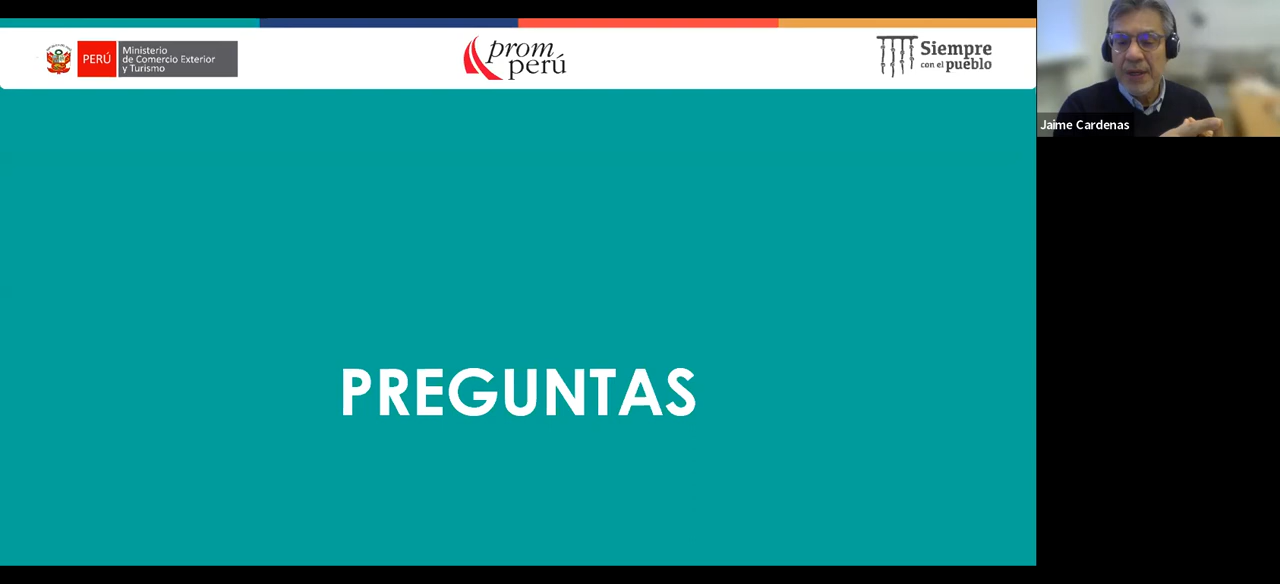 PERÚ
Ministerio
de Comercio Exterior
y Turismo
prom
perú
Siempre
con el pueblo
Jaime Cardenas
PREGUNTAS